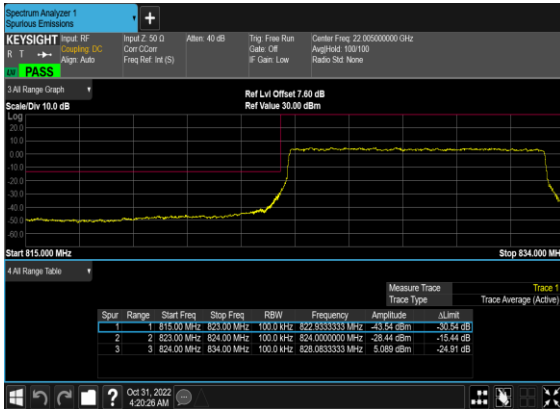 Spectrum Analyzer 1
Spurious Emissions
+
KEYSIGHT Input: RF Input Z: 50 Ω Atten: 40 dB Trig: Free Run Center Freq: 22.005000000 GHz
R T Coupling: DC Corr CCorr Gate: Off Avg|Hold: 100/100
Align: Auto Freq Ref: Int (S) IF Gain: Low Radio Std: None
PASS
3 All Range Graph
Ref Lvl Offset 7.60 dB
Scale/Div 10.0 dB Ref Value 30.00 dBm
Log
20.0
10.0
0.00
-10.0
-20.0
-30.0
-40.0
-50.0
-60.0
Start 815.000 MHz Stop 834.000 MH
4 All Range Table
Measure Trace Trace 1
Trace Type Trace Average (Active)
Spur Range Start Freq Stop Freq RBW Frequency Amplitude ΔLimit
1 1 815.00 MHz 823.00 MHz 100.0 kHz 822.9333333 MHz -43.54 dBm -30.54 dB
2 2 823.00 MHz 824.00 MHz 100.0 kHz 824.0000000 MHz -28.44 dBm -15.44 dB
3 3 824.00 MHz 834.00 MHz 100.0 kHz 828.0833333 MHz 5.089 dBm -24.91 dB
? Oct 31, 2022
4:20:26 AM